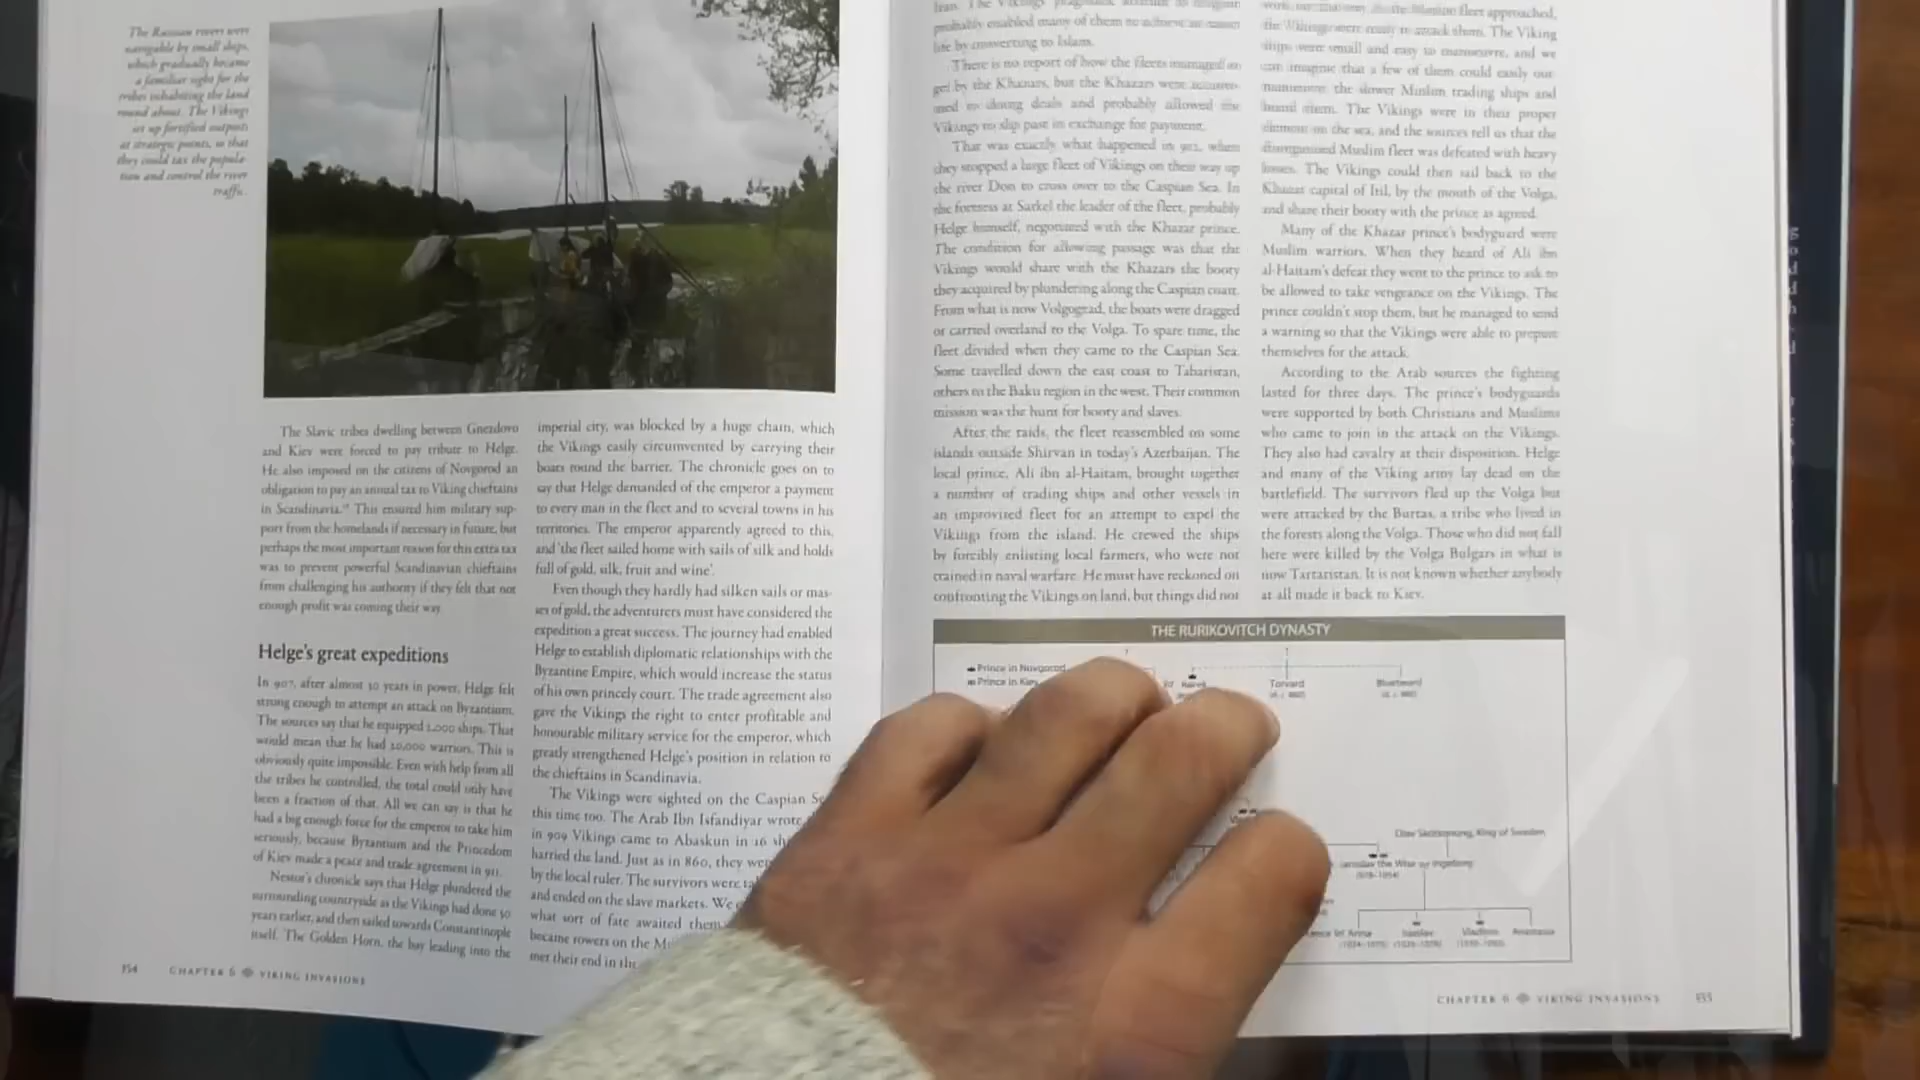 The Russian rivers were
navigable by small ships,
which gradually became
a familiar sight for the
tribes inhabiting the land
round about. The Vikings
set up fortified outposts
at strategic points, so that
they could tax the popula-
tion and control the river
traffic.
The Slavic tribes dwelling between Gnezdovo
and Kiev were forced to pay tribute to Helge.
He also imposed on the citizens of Novgorod an
obligation to pay an annual tax to Viking chieftains
in Scandinavia. This ensured him military sup-
port from the homelands if necessary in future, but
perhaps the most important reason for this extra tax
was to prevent powerful Scandinavian chieftains
from challenging his authority if they felt that not
enough profit was coming their way.
Helge's great expeditions
In 907, after almost 30 years in power, Helge felt
strong enough to attempt an attack on Byzantium.
The sources say that he equipped 2,000 ships. That
would mean that he had warriors. This is
obviously quite impossible. Even with help from all
the tribes he controlled, the total could only have
been a fraction of that. All we can say is that he
had a big enough force for the emperor to take him
seriously, because Byzantium and the Princedom
of Kiev made a peace and trade agreement in 911.
Nestor's chronicle says that Helge plundered the
surrounding countryside as the Vikings had done 50
years earlier, and then sailed towards Constantinople
itself. The Golden Horn, the bay leading into the
imperial city, was blocked by a huge chain, which
the Vikings easily circumvented by carrying their
boats round the barrier. The chronicle goes on to
say that Helge demanded of the emperor a payment
to every man in the fleet and to several towns in his
territories. The emperor apparently agreed to this,
and 'the fleet sailed home with sails of silk and holds
full of gold, silk, fruit and wine'.
Even though they hardly had silken sails or mas-
ses of gold, the adventurers must have considered the
expedition a great success. The journey had enabled
Helge to establish diplomatic relationships with the
Byzantine Empire, which would increase the status
of his own princely court. The trade agreement also
gave the Vikings the right to enter profitable and
honourable military service for the emperor, which
greatly strengthened Helge's position in relation to
the chieftains in Scandinavia.
The Vikings were sighted on the Caspian
this time too. The Arab Ibn Isfandiyar wrote
in 909 Vikings came to Abaskun in 16
harried the land. Just as in 860, they
by the local ruler. The survivors were
and ended on the slave markets. We
what sort of fate awaited them
became rowers on the
met their end in the
154 CHAPTER 6 VIKING INVASIONS
probably enabled many of them to achieve
life by converting to Islam.
There is no report of how the fleets managed
by the Khazars, but the Khazars were
to doing deals and probably allowed the
Vikings to slip past in exchange for payment.
That was exactly what happened in 912, when
they stopped a large fleet of Vikings on their way up
the river Don to cross over to the Caspian Sea. In
the fortress at Sarkel the leader of the fleet, probably
Helge himself, negotiated with the Khazar prince.
The condition for allowing passage was that the
Vikings would share with the Khazars the booty
they acquired by plundering along the Caspian coast.
From what is now Volgograd, the boats were dragged
or carried overland to the Volga. To spare time, the
fleet divided when they came to the Caspian Sea.
Some travelled down the east coast to Tabaristan,
others to the Baku region in the west. Their common
mission was the hunt for booty and slaves.
After the raids, the fleet reassembled on some
islands outside Shirvan in today's Azerbaijan. The
local prince, Ali ibn al-Haitam, brought together
a number of trading ships and other vessels in
an improvised fleet for an attempt to expel the
Vikings from the island. He crewed the ships
by forcibly enlisting local farmers, who were not
trained in naval warfare. He must have reckoned on
confronting the Vikings on land, but things did not
fleet approached,
the Vikings were ready to attack them. The Viking
ships were small and easy to manoeuvre, and we
can imagine that a few of them could easily out-
the slower Muslim trading ships and
board them. The Vikings were in their proper
element on the sea, and the sources tell us that the
disorganised Muslim fleet was defeated with heavy
losses. The Vikings could then sail back to the
Khazar capital of Itil, by the mouth of the Volga,
and share their booty with the prince as agreed.
Many of the Khazar prince's bodyguard were
Muslim warriors. When they heard of Ali ibn
al-Haitam's defeat they went to the prince to ask to
be allowed to take vengeance on the Vikings. The
prince couldn't stop them, but he managed to send
a warning so that the Vikings were able to prepare
themselves for the attack.
According to the Arab sources the fighting
lasted for three days. The prince's bodyguards
were supported by both Christians and Muslims
who came to join in the attack on the Vikings.
They also had cavalry at their disposition. Helge
and many of the Viking army lay dead on the
battlefield. The survivors fled up the Volga but
were attacked by the Burtas, a tribe who lived in
the forests along the Volga. Those who did not fall
here were killed by the Volga Bulgars in what is
now Tartaristan. It is not known whether anybody
at all made it back to Kiev.
THE RURIKOVITCH DYNASTY
Prince in Novgorod
Prince in Kiev
Torvard
Olav Skötkonung, King of Sweden
Jaroslav the Wise Ingegerd
(978–1054)
Anna
Vladimir
Anastasia
CHAPTER 6 VIKING INVASIONS 155